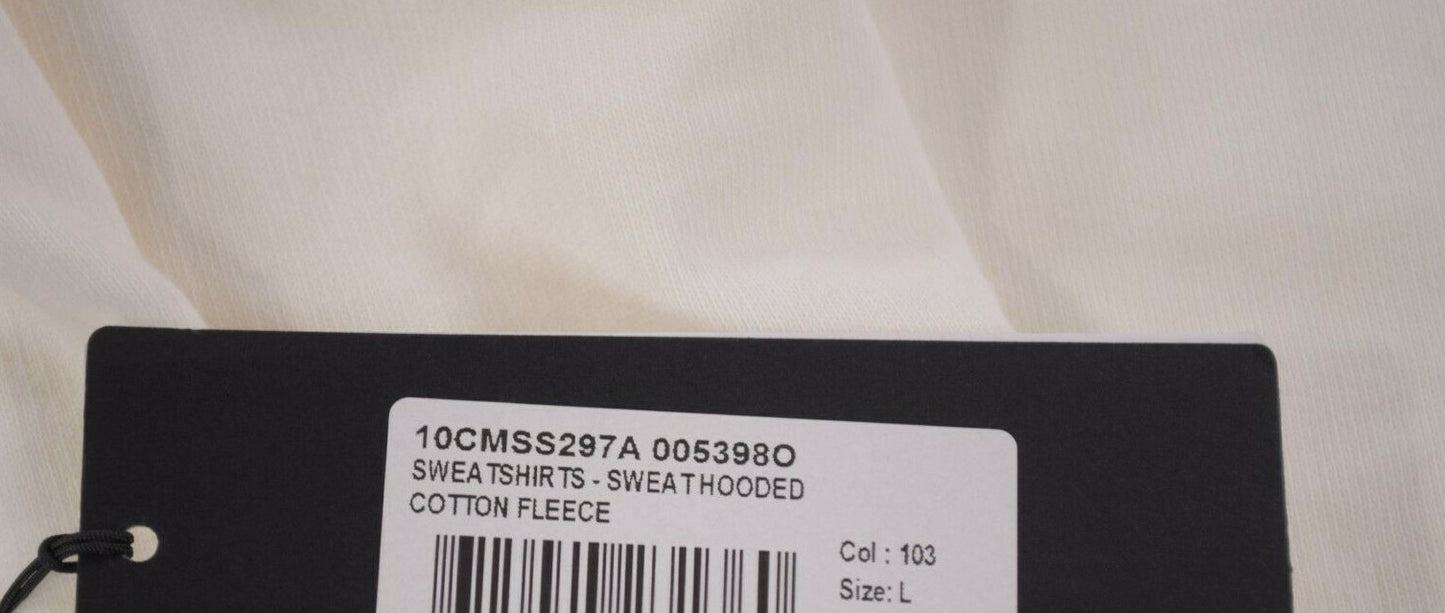 10CMSS297A 005398O
SWEATSHIRTS - SWEAT HOODED
COTTON FLEECE
Col : 103
Size: L